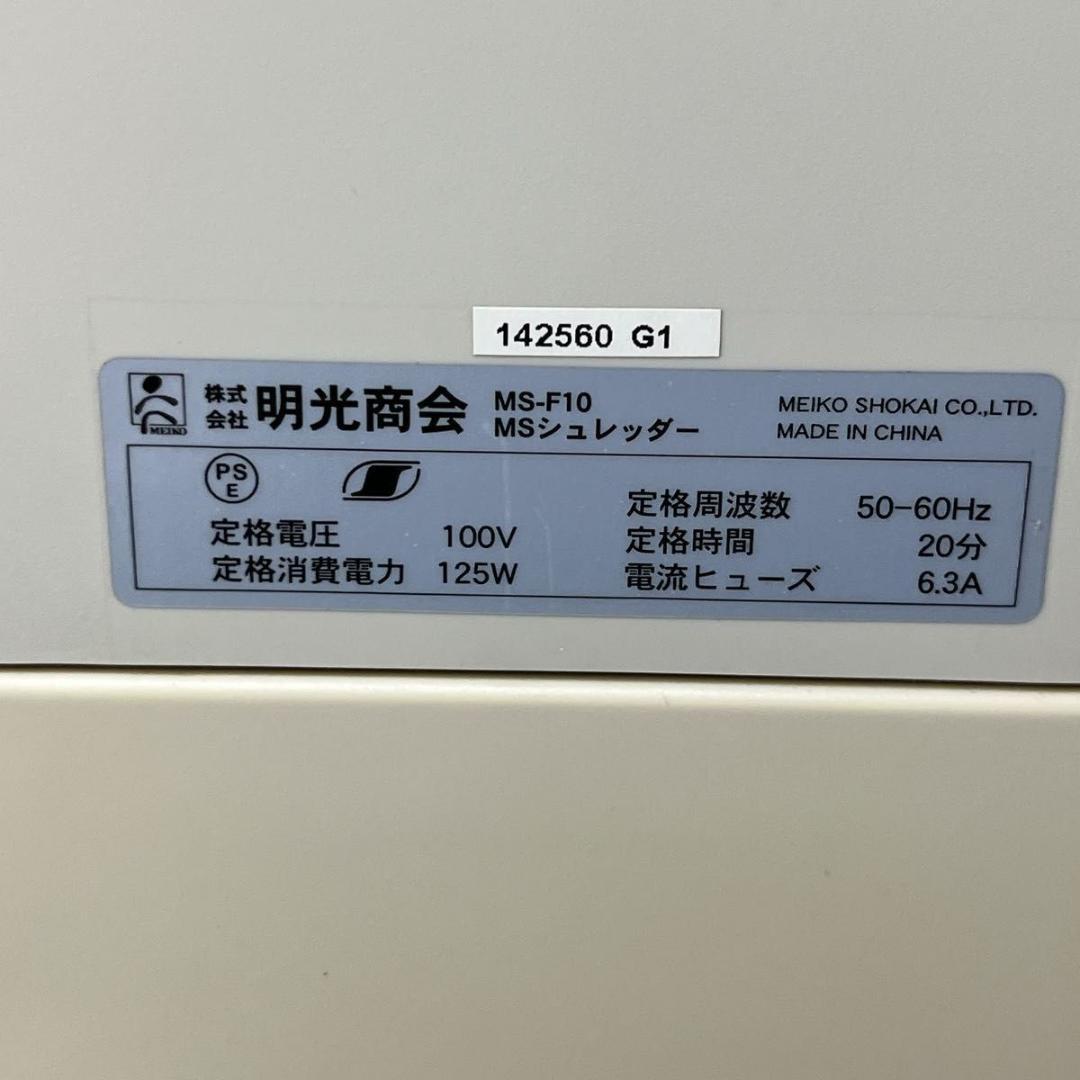 142560 G1
MEIKO
株式会社 明光商会
MS-F10
MSシュレッダー
MEIKO SHOKAI CO.,LTD.
MADE IN CHINA
PS
E
定格電圧 100V
定格消費電力 125W
定格周波数 50-60Hz
定格時間 20分
電流ヒューズ 6.3A